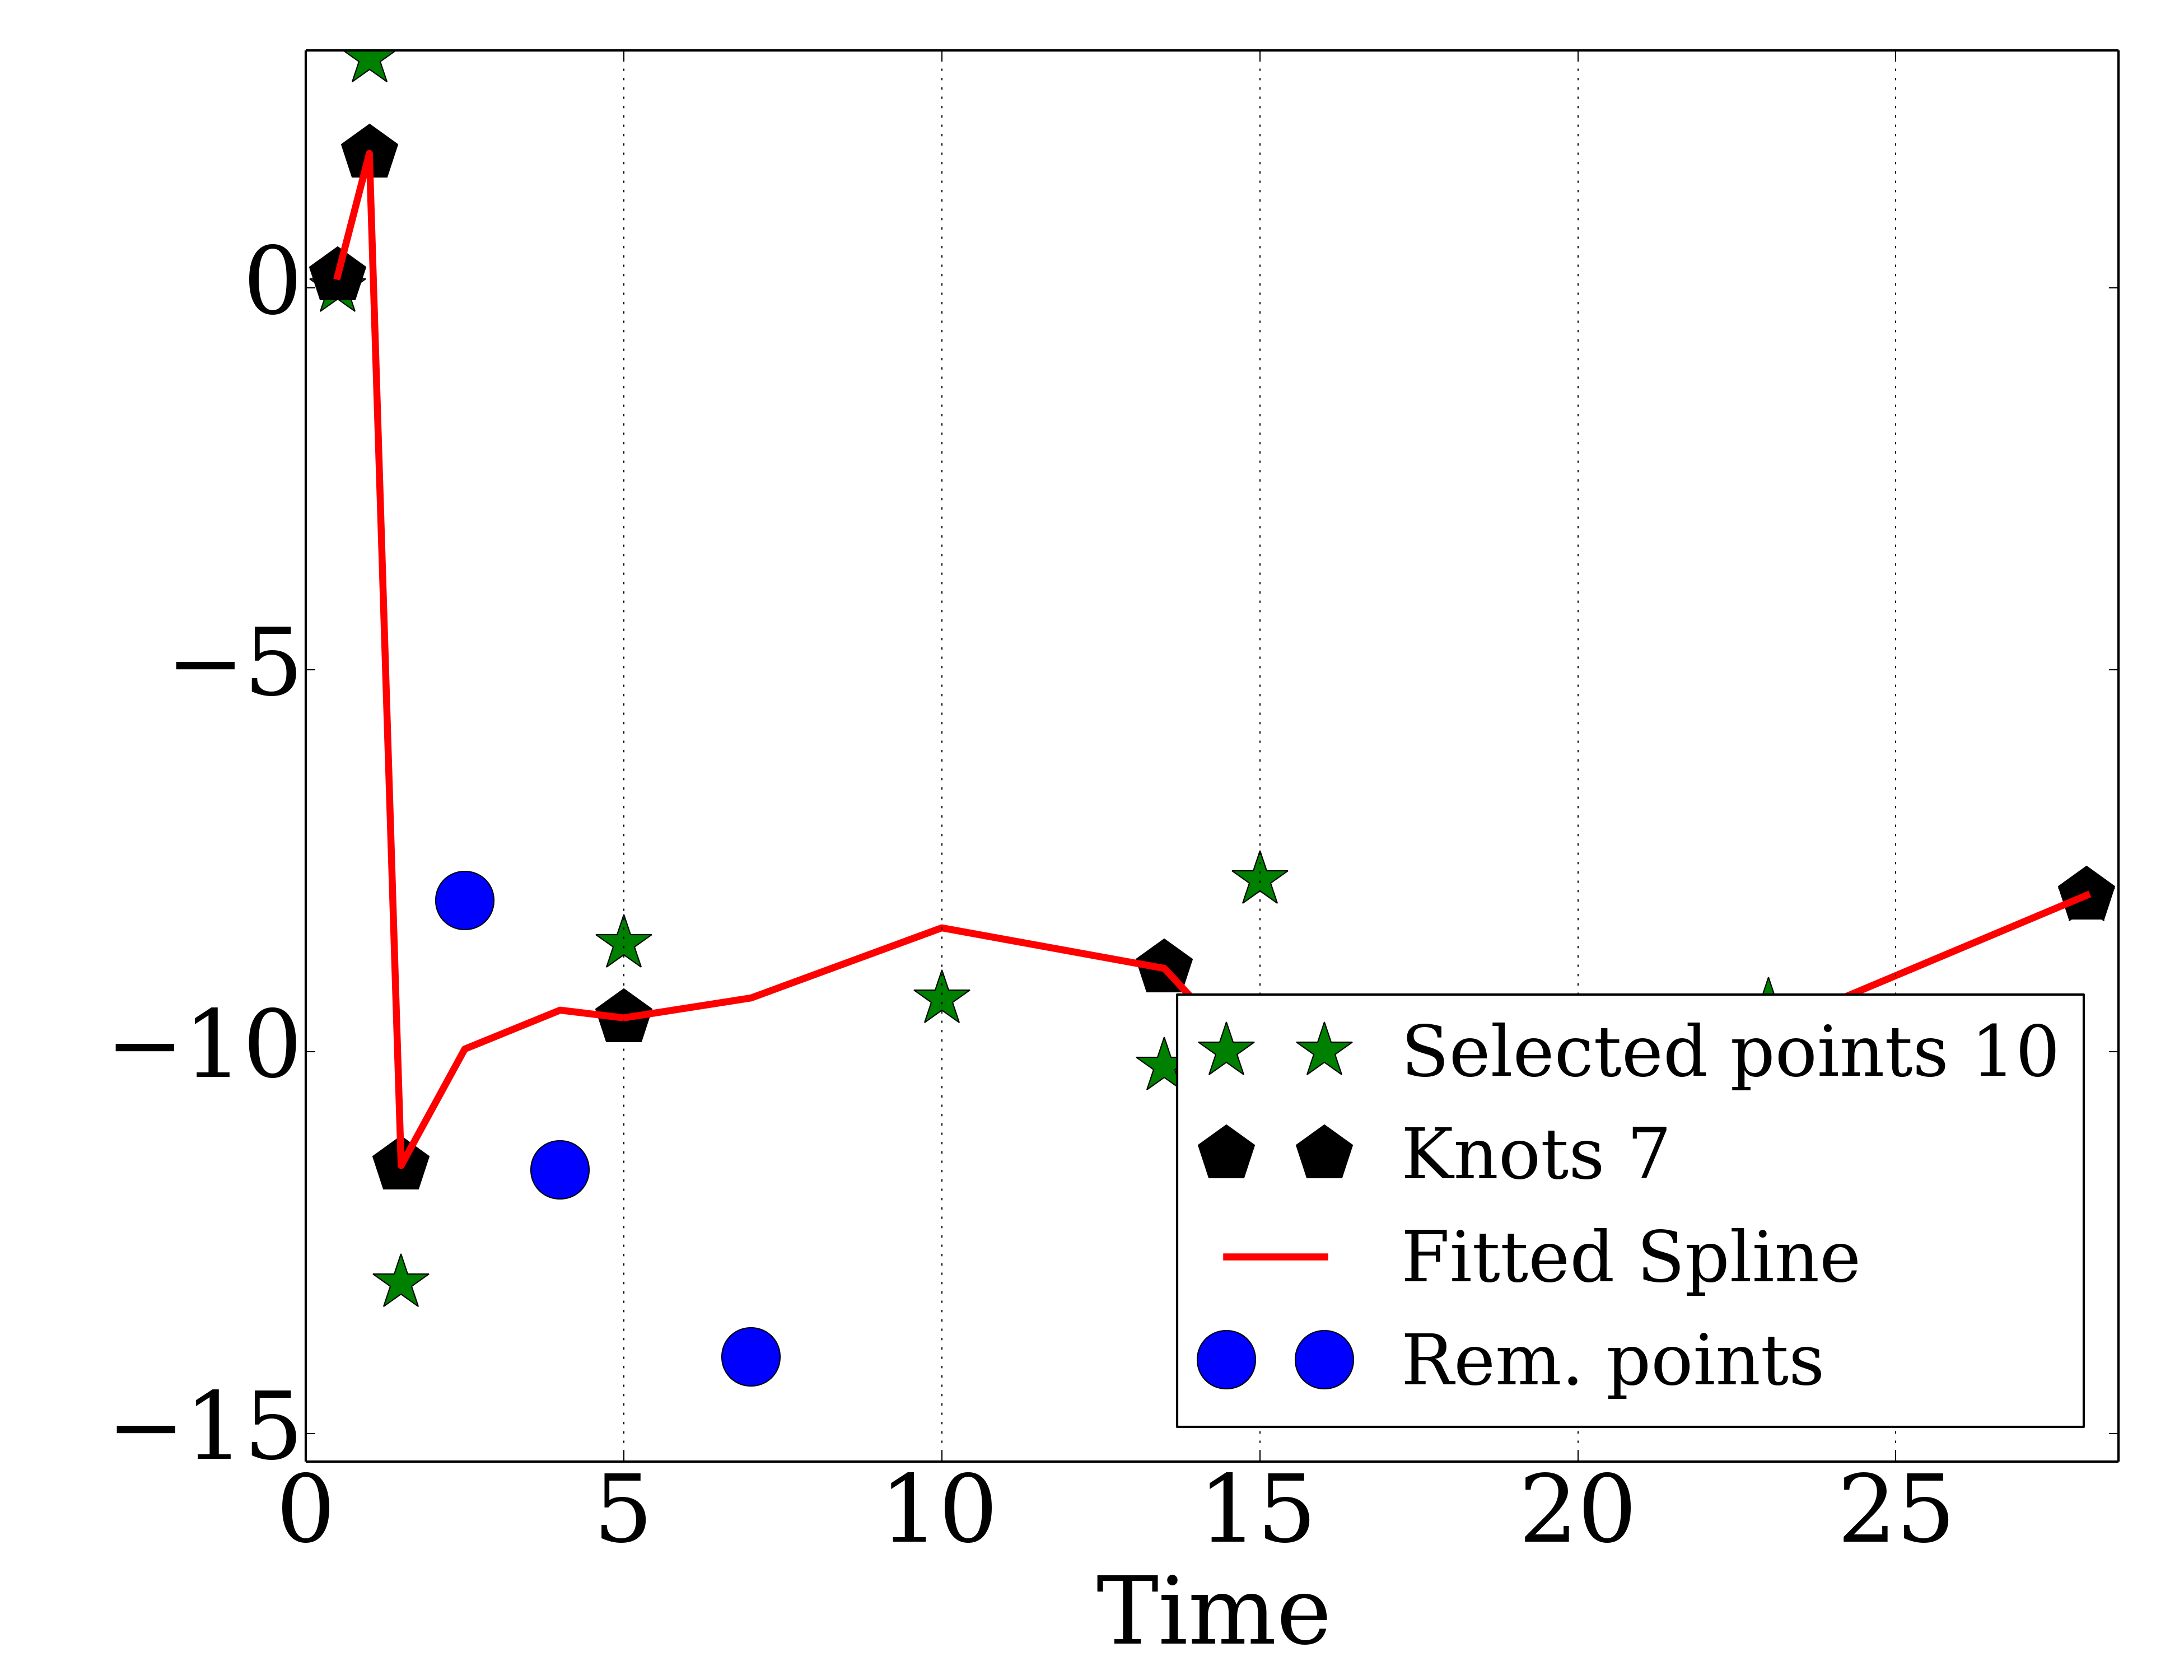 0
−5
−10
−15
0 5 10 15 20 25
Time
Selected points 10
Knots 7
Fitted Spline
Rem. points